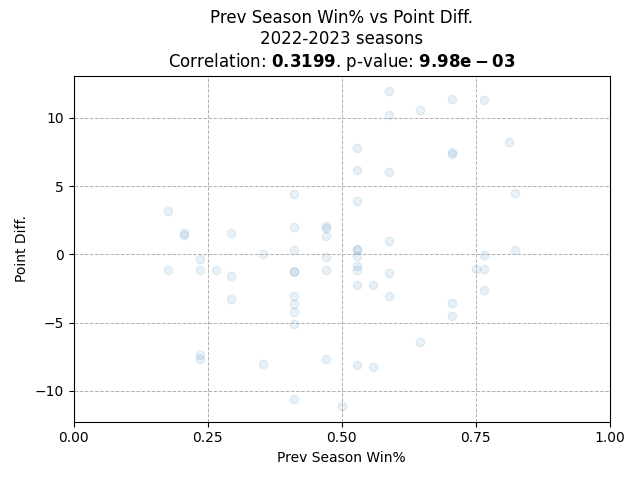 Prev Season Win% vs Point Diff.
2022-2023 seasons
Correlation: 0.3199. p-value: 9.98e − 03
10
5
0
−5
−10
Point Diff.
0.00 0.25 0.50 0.75 1.00
Prev Season Win%